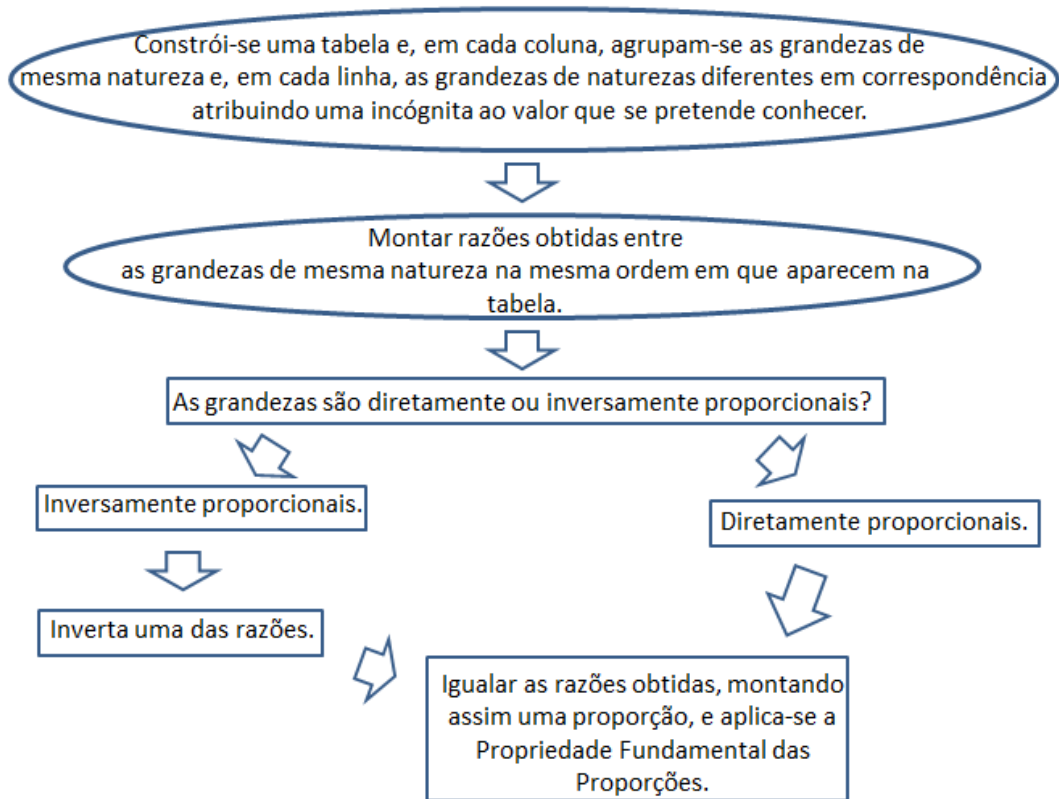 Constrói-se uma tabela e, em cada coluna, agrupam-se as grandezas de
mesma natureza e, em cada linha, as grandezas de naturezas diferentes em correspondência
atribuindo uma incógnita ao valor que se pretende conhecer.
Montar razões obtidas entre
as grandezas de mesma natureza na mesma ordem em que aparecem na
tabela.
As grandezas são diretamente ou inversamente proporcionais?
Inversamente proporcionais.
Diretamente proporcionais.
Inverta uma das razões.
Igualar as razões obtidas, montando
assim uma proporção, e aplica-se a
Propriedade Fundamental das
Proporções.